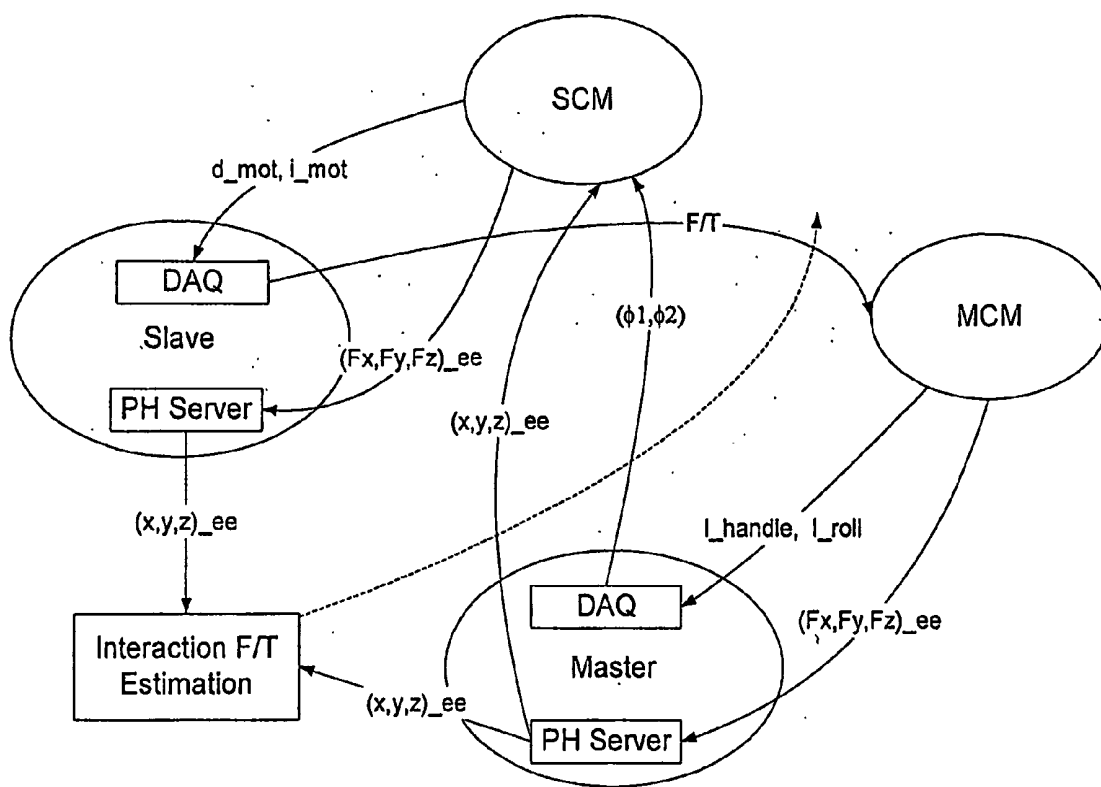 SCM
d_mot, i_mot
F/T
DAQ
Slave
(ϕ1,ϕ2)
MCM
(Fx,Fy,Fz)_ee
PH Server
(x,y,z)_ee
(x,y,z)_ee
I_handle, I_roll
DAQ
(Fx,Fy,Fz)_ee
Interaction F/T
Estimation
Master
(x,y,z)_ee
PH Server